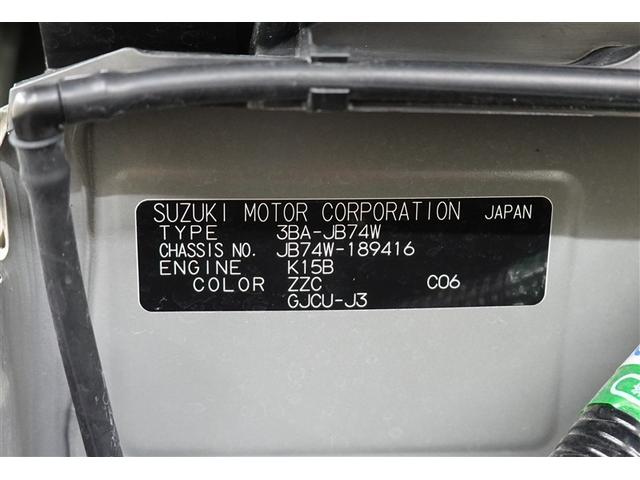 SUZUKI MOTOR CORPORATION JAPAN
TYPE 3BA-JB74W
CHASSIS NO. JB74W-189416
ENGINE K15B
COLOR ZZC C06
GJCU-J3